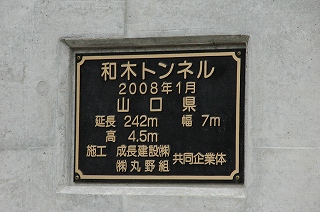 和木トンネル
2008年1月
山口県
延長 242m 幅 7m
高 4.5m
施工 成長建設㈱
㈱丸野組
共同企業体